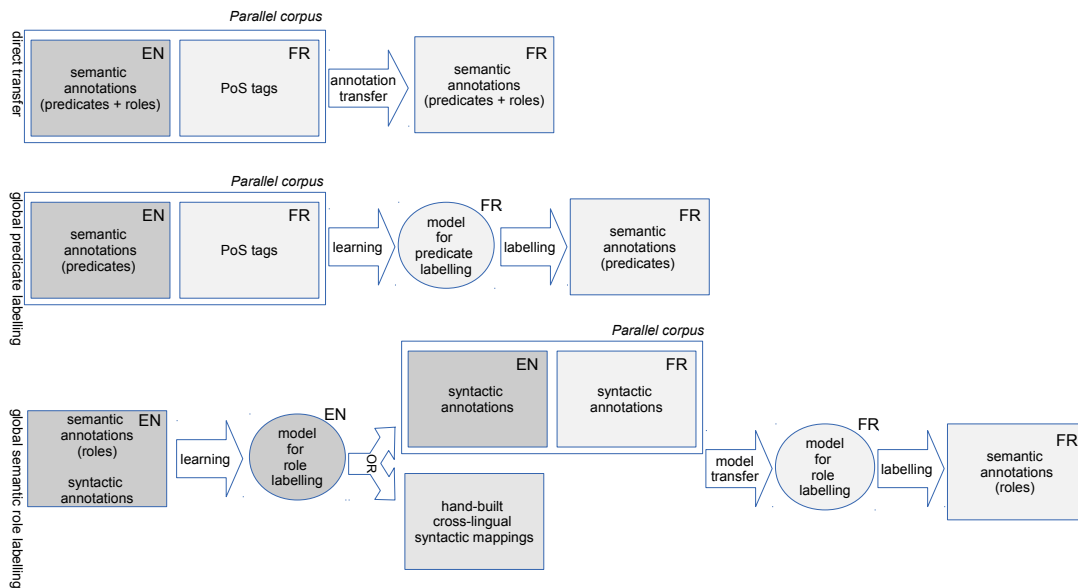 Parallel corpus
direct transfer
EN
semantic
annotations
(predicates + roles)
FR
PoS tags
annotation
transfer
FR
semantic
annotations
(predicates + roles)
Parallel corpus
global predicate labelling
EN
semantic
annotations
(predicates)
FR
PoS tags
learning
FR
model
for
predicate
labelling
labelling
FR
semantic
annotations
(predicates)
global semantic role labelling
EN
semantic
annotations
(roles)
syntactic
annotations
learning
EN
model
for
role
labelling
OR
Parallel corpus
EN
syntactic
annotations
FR
syntactic
annotations
hand-built
cross-lingual
syntactic mappings
model
transfer
FR
model
for
role
labelling
labelling
FR
semantic
annotations
(roles)